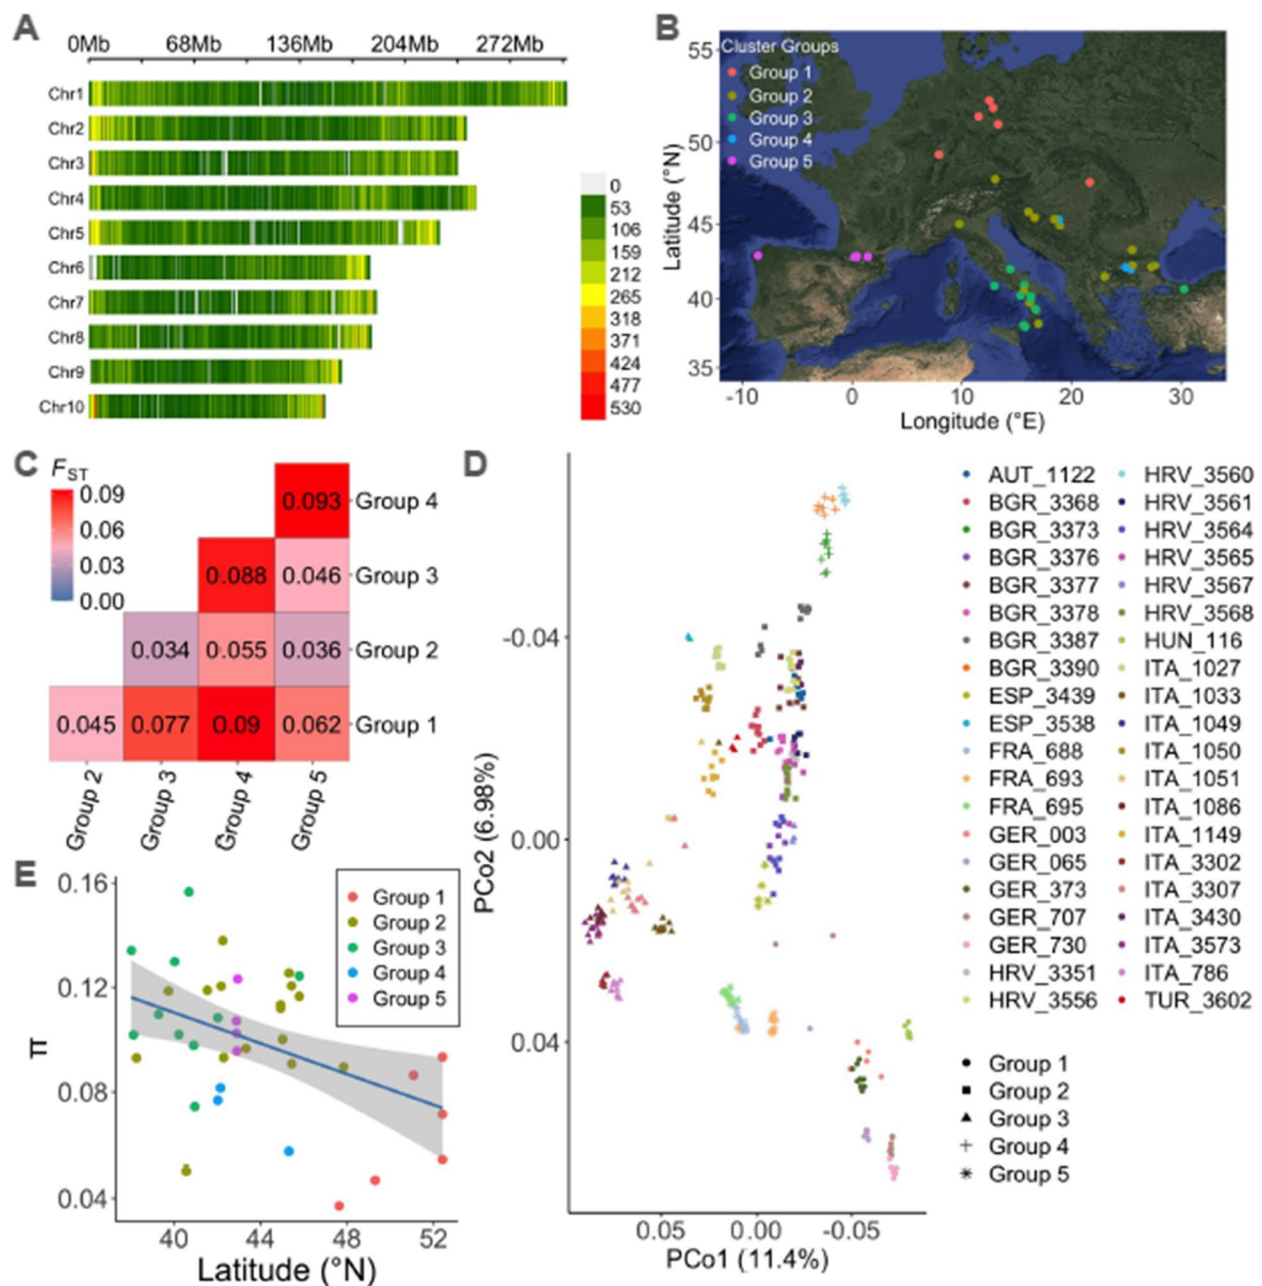 A
0Mb 68Mb 136Mb 204Mb 272Mb
Chr1
Chr2
Chr3
Chr4
Chr5
Chr6
Chr7
Chr8
Chr9
Chr10
0
53
106
159
212
265
318
371
424
477
530
B
Cluster Groups
Group 1
Group 2
Group 3
Group 4
Group 5
Latitude (°N)
55
50
45
40
35
-10 0 10 20 30
Longitude (°E)
C
FST
0.09
0.06
0.03
0.00
0.093 Group 4
0.088 0.046 Group 3
0.034 0.055 0.036 Group 2
0.045 0.077 0.09 0.062 Group 1
Group 2 Group 3 Group 4 Group 5
D
PCo2 (6.98%)
-0.04
0.00
0.04
0.05 0.00 -0.05
PCo1 (11.4%)
AUT_1122
BGR_3368
BGR_3373
BGR_3376
BGR_3377
BGR_3378
BGR_3387
BGR_3390
ESP_3439
ESP_3538
FRA_688
FRA_693
FRA_695
GER_003
GER_065
GER_373
GER_707
GER_730
HRV_3351
HRV_3556
HRV_3560
HRV_3561
HRV_3564
HRV_3565
HRV_3567
HRV_3568
HUN_116
ITA_1027
ITA_1033
ITA_1049
ITA_1050
ITA_1051
ITA_1086
ITA_1149
ITA_3302
ITA_3307
ITA_3430
ITA_3573
ITA_786
TUR_3602
Group 1
Group 2
Group 3
Group 4
Group 5
E
π
0.16
0.12
0.08
0.04
Group 1
Group 2
Group 3
Group 4
Group 5
40 44 48 52
Latitude (°N)